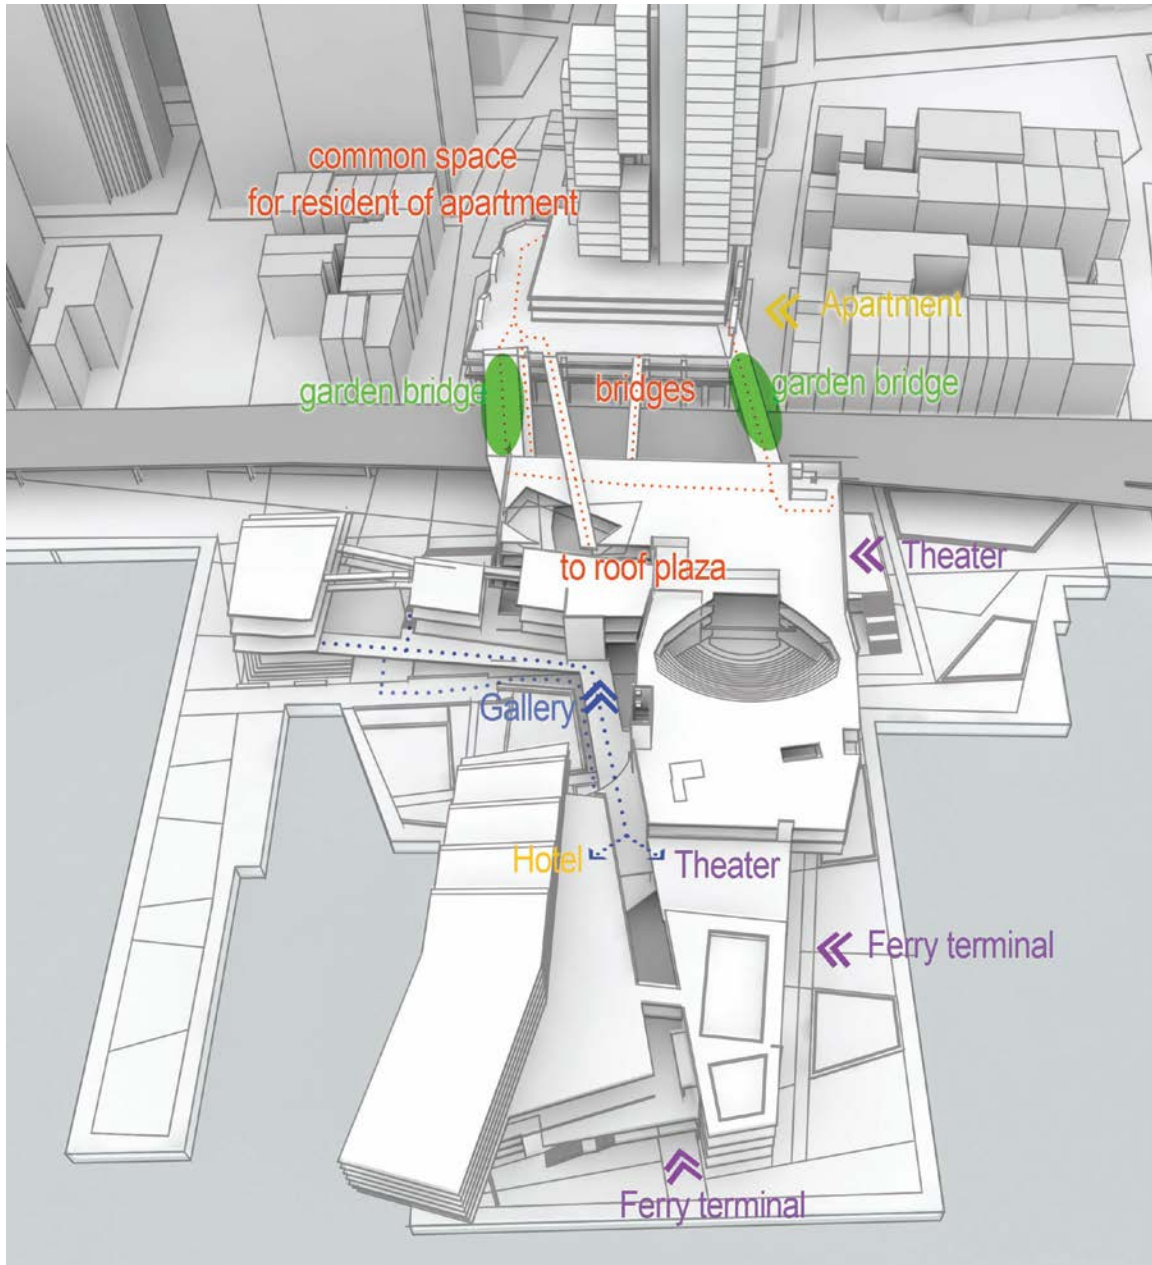 common space
for resident of apartment
Apartment
garden bridge
bridges
garden bridge
Theater
to roof plaza
Gallery
Hotel
Theater
Ferry terminal
Ferry terminal